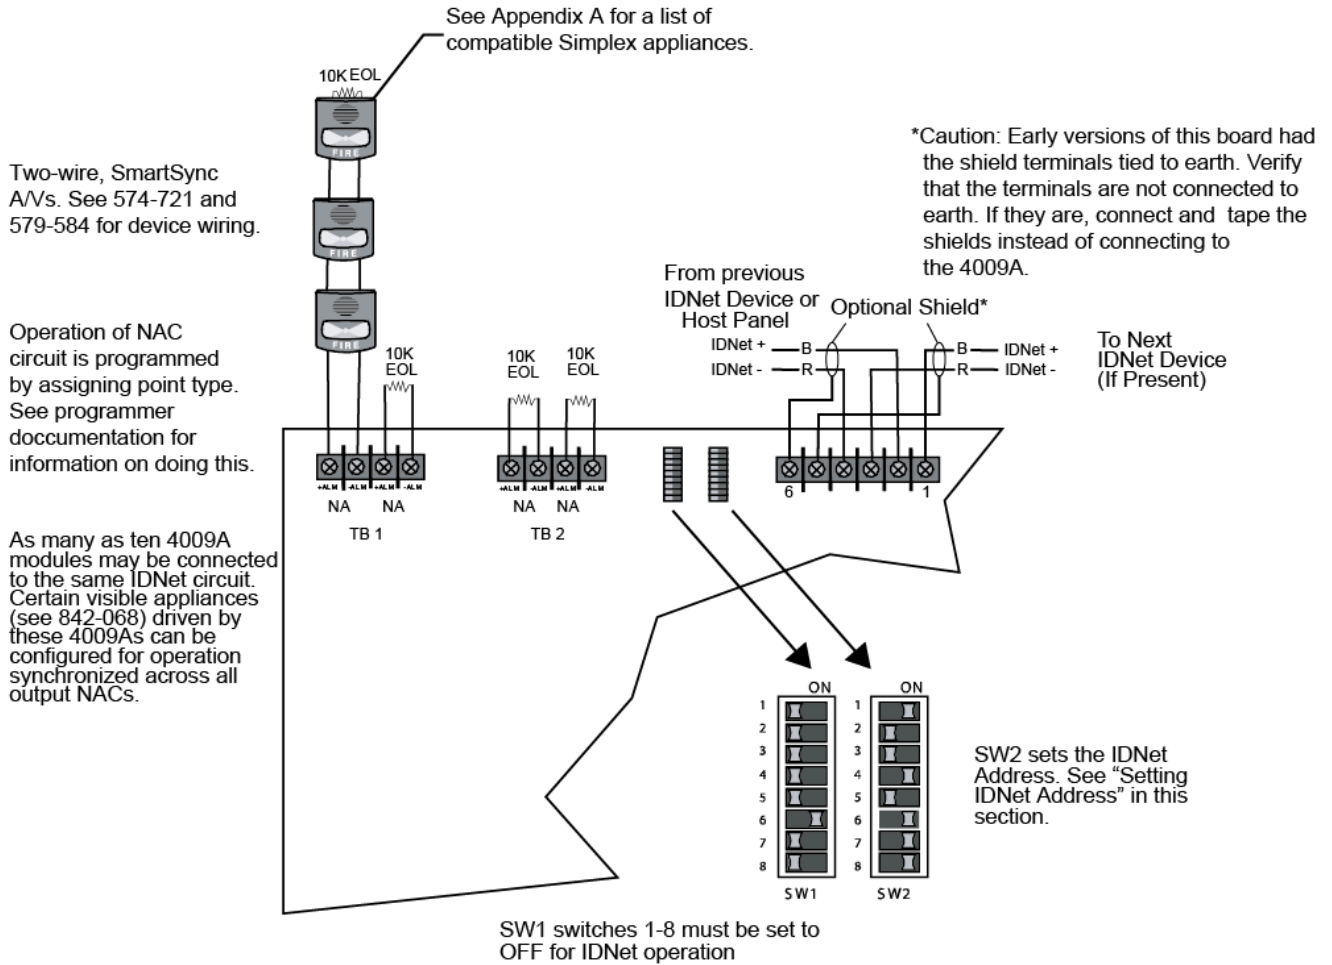 See Appendix A for a list of
compatible Simplex appliances.
10K EOL
FIRE
FIRE
FIRE
Two-wire, SmartSync
A/Vs. See 574-721 and
579-584 for device wiring.
*Caution: Early versions of this board had
the shield terminals tied to earth. Verify
that the terminals are not connected to
earth. If they are, connect and tape the
shields instead of connecting to
the 4009A.
From previous
IDNet Device or
Host Panel
Optional Shield*
IDNet +
B
IDNet -
R
B
IDNet +
R
IDNet -
To Next
IDNet Device
(If Present)
Operation of NAC
circuit is programmed
by assigning point type.
See programmer
doccumentation for
information on doing this.
10K
EOL
10K
EOL
10K
EOL
+ALM -ALM +ALM -ALM
NA NA
TB 1
+ALM -ALM +ALM -ALM
NA NA
TB 2
6 1
As many as ten 4009A
modules may be connected
to the same IDNet circuit.
Certain visible appliances
(see 842-068) driven by
these 4009As can be
configured for operation
synchronized across all
output NACs.
ON
1
2
3
4
5
6
7
8
SW1
ON
1
2
3
4
5
6
7
8
SW2
SW2 sets the IDNet
Address. See “Setting
IDNet Address” in this
section.
SW1 switches 1-8 must be set to
OFF for IDNet operation